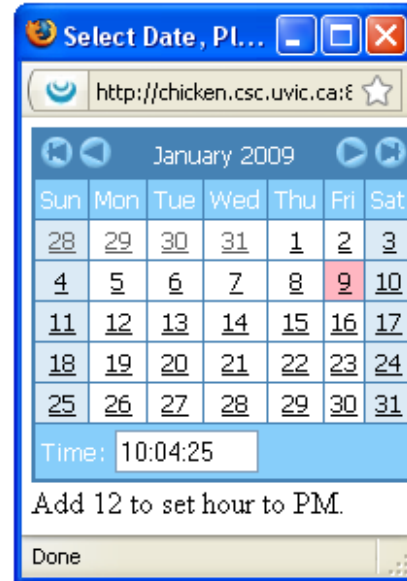 Select Date, Pl...
http://chicken.csc.uvic.ca:8
January 2009
Sun Mon Tue Wed Thu Fri Sat
28 29 30 31 1 2 3
4 5 6 7 8 9 10
11 12 13 14 15 16 17
18 19 20 21 22 23 24
25 26 27 28 29 30 31
Time: 10:04:25
Add 12 to set hour to PM.
Done